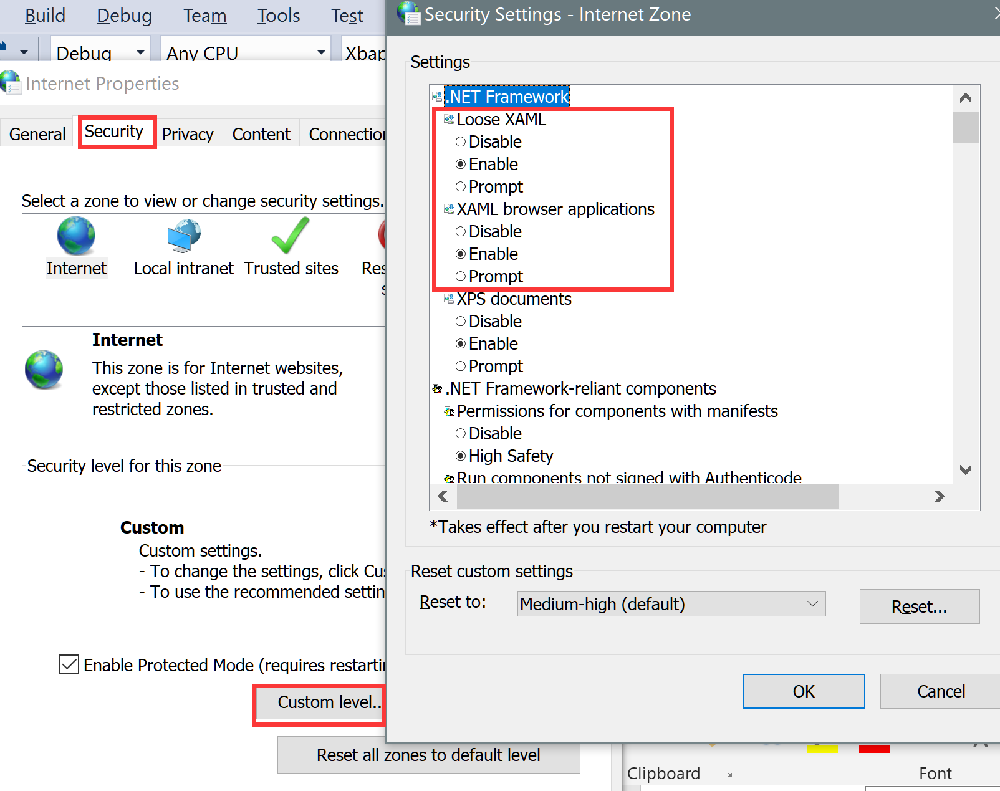 Build Debug Team Tools Test
Debug Any CPU
Internet Properties
General Security Privacy Content
Select a zone to view or change security settings.
Internet Local intranet Trusted sites
Internet
This zone is for Internet websites,
except those listed in trusted and
restricted zones.
Security level for this zone
Custom
Custom settings.
- To change the settings, click
- To use the recommended
Enable Protected Mode (requires
Custom level..
Reset all zones to default level
Security Settings - Internet Zone
Settings
.NET Framework
Loose XAML
Disable
Enable
Prompt
XAML browser applications
Disable
Enable
Prompt
XPS documents
Disable
Enable
Prompt
.NET Framework-reliant components
Permissions for components with manifests
Disable
High Safety
Run components not signed with Authenticode
*Takes effect after you restart your computer
Reset custom settings
Reset to: Medium-high (default) Reset...
OK Cancel
Clipboard Font